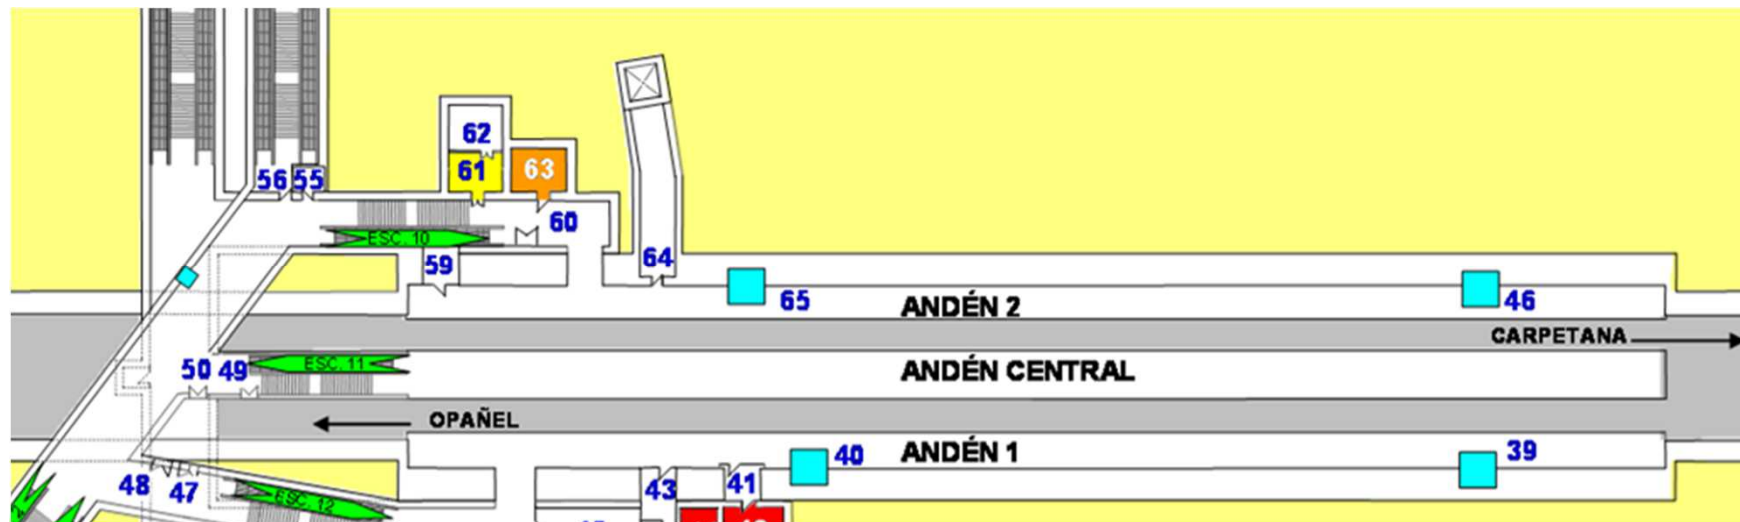 62
61
63
56 55
60
ESC. 10
59
64
65
46
ANDÉN 2
CARPETANA
50 49
ESC. 11
ANDÉN CENTRAL
OPAÑEL
40
39
ANDÉN 1
48 47
43
41
ESC. 12